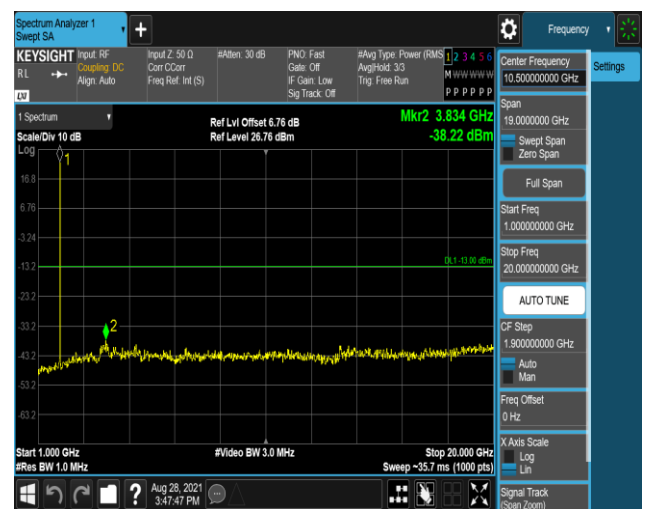 Spectrum Analyzer 1
Swept SA
+
Frequency
KEYSIGHT
RL
LXI
Input: RF
Coupling: DC
Align: Auto
Input Z: 50 Ω
Corr CCorr
Freq Ref: Int (S)
#Atten: 30 dB
PNO: Fast
Gate: Off
IF Gain: Low
Sig Track: Off
#Avg Type: Power (RMS
Avg|Hold: 3/3
Trig: Free Run
1 2 3 4 5 6
M W W W W W
P P P P P P
Center Frequency
10.500000000 GHz
Settings
Span
19.0000000 GHz
Swept Span
Zero Span
Full Span
Start Freq
1.000000000 GHz
Stop Freq
20.000000000 GHz
AUTO TUNE
CF Step
1.900000000 GHz
Auto
Man
Freq Offset
0 Hz
X Axis Scale
Log
Lin
Signal Track
(Span Zoom)
1 Spectrum
Scale/Div 10 dB
Ref Lvl Offset 6.76 dB
Ref Level 26.76 dBm
Mkr2 3.834 GHz
-38.22 dBm
Log
1
16.8
6.76
-3.24
-13.2
DL1 -13.00 dBm
-23.2
-33.2
2
-43.2
-53.2
-63.2
Start 1.000 GHz
#Video BW 3.0 MHz
Stop 20.000 GHz
#Res BW 1.0 MHz
Sweep ~35.7 ms (1000 pts)
?
Aug 28, 2021
3:47:47 PM